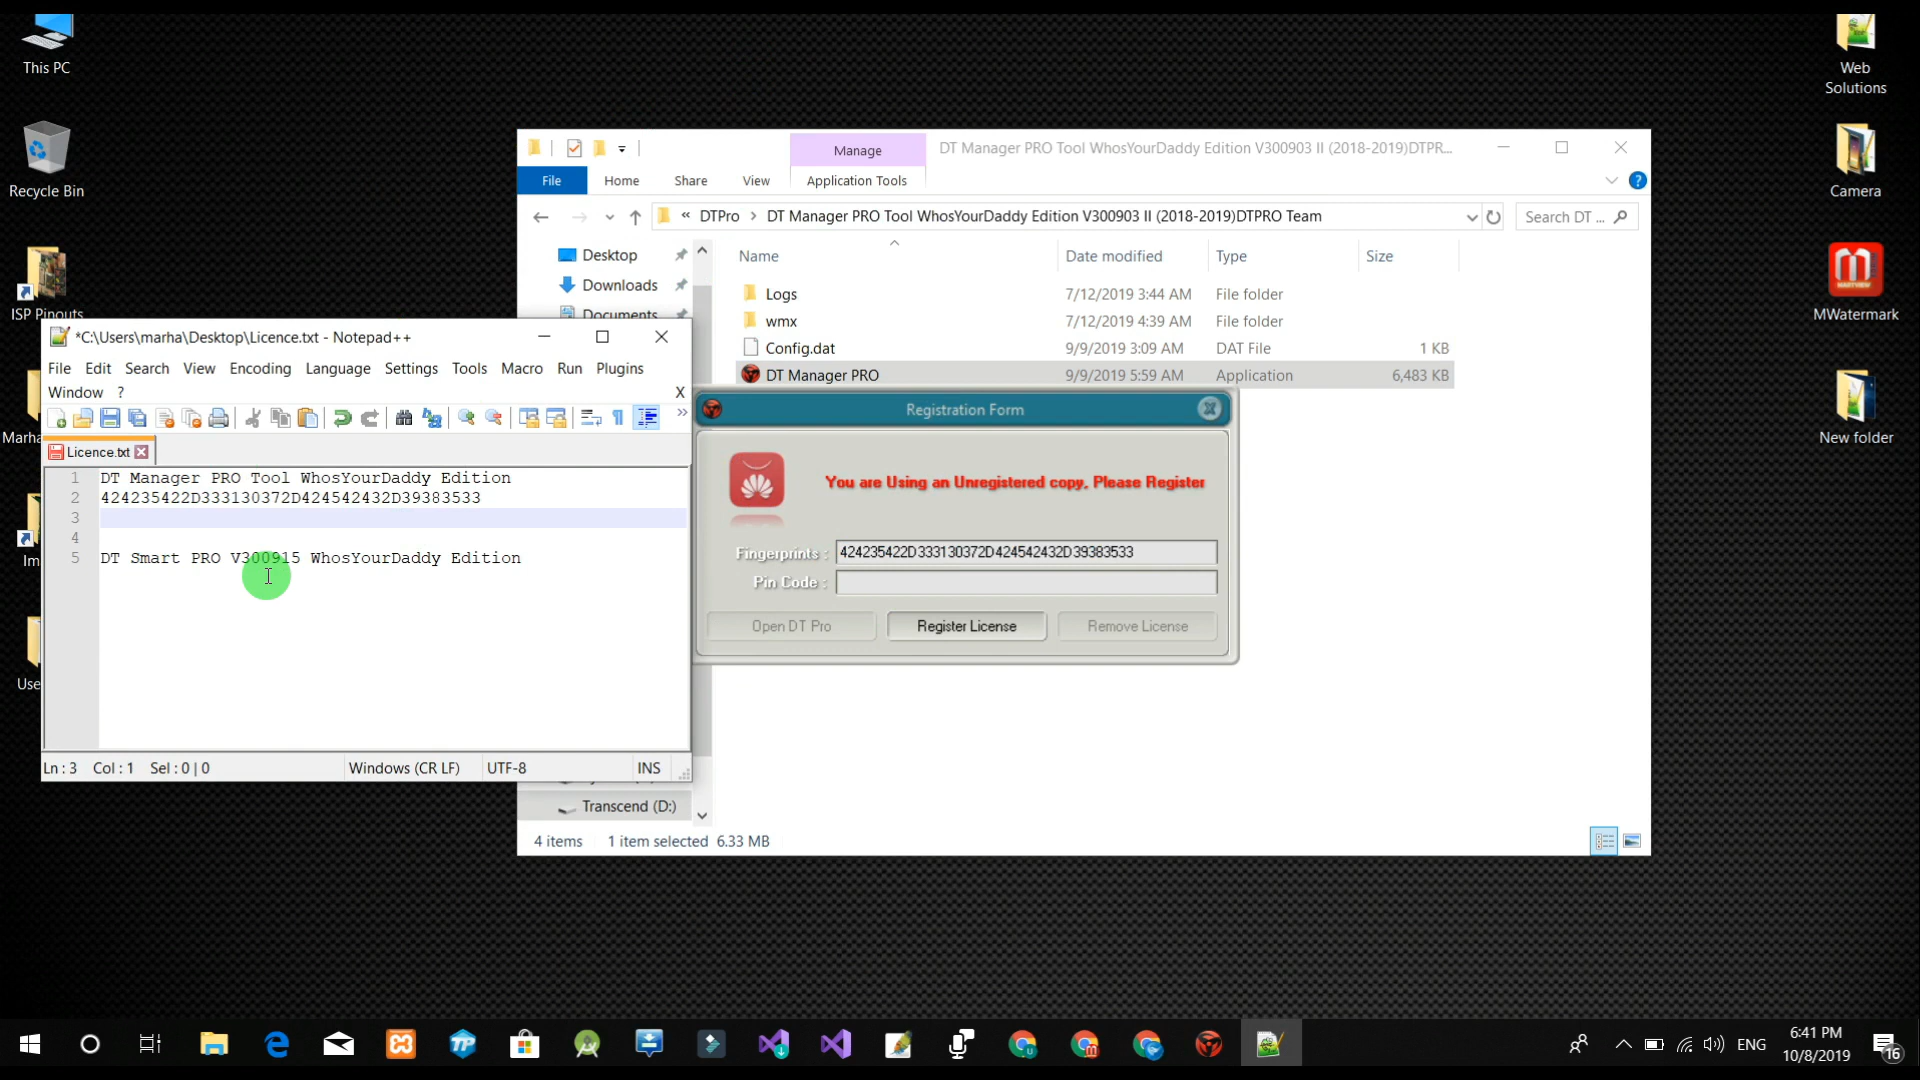 This PC
Recycle Bin
ISP Pinouts
Web
Solutions
Camera
MWatermark
New folder
Manage
DT Manager PRO Tool WhosYourDaddy Edition V300903 II (2018-2019)DTPR...
File
Home
Share
View
Application Tools
« DTPro > DT Manager PRO Tool WhosYourDaddy Edition V300903 II (2018-2019)DTPRO Team
Search DT ...
Desktop
Downloads
Documents
Name
Date modified
Type
Size
Logs
7/12/2019 3:44 AM
File folder
wmx
7/12/2019 4:39 AM
File folder
Config.dat
9/9/2019 3:09 AM
DAT File
1 KB
DT Manager PRO
9/9/2019 5:59 AM
Application
6,483 KB
Transcend (D:)
4 items
1 item selected 6.33 MB
*C:\Users\marha\Desktop\Licence.txt - Notepad++
File Edit Search View Encoding Language Settings Tools Macro Run Plugins
Window ?
X
Licence.txt
1 DT Manager PRO Tool WhosYourDaddy Edition
2 424235422D333130372D424542432D39383533
3
4
5 DT Smart PRO V300915 WhosYourDaddy Edition
Ln : 3 Col : 1 Sel : 0 | 0
Windows (CR LF)
UTF-8
INS
Registration Form
You are Using an Unregistered copy, Please Register
Fingerprints : 424235422D333130372D424542432D39383533
Pin Code :
Open DT Pro
Register License
Remove License
ENG
6:41 PM
10/8/2019
16